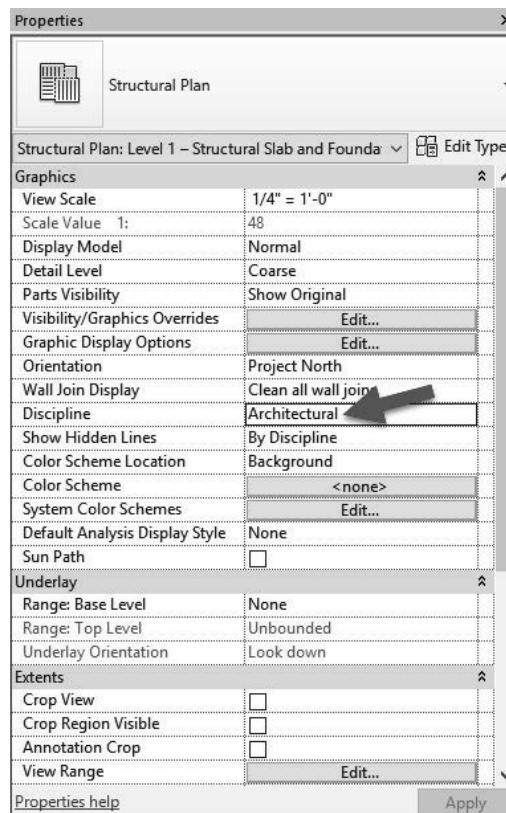 Properties
Structural Plan
Structural Plan: Level 1 – Structural Slab and Founda Edit Type
Graphics
View Scale 1/4" = 1'-0"
Scale Value 1: 48
Display Model Normal
Detail Level Coarse
Parts Visibility Show Original
Visibility/Graphics Overrides Edit...
Graphic Display Options Edit...
Orientation Project North
Wall Join Display Clean all wall joins
Discipline Architectural
Show Hidden Lines By Discipline
Color Scheme Location Background
Color Scheme <none>
System Color Schemes Edit...
Default Analysis Display Style None
Sun Path
Underlay
Range: Base Level None
Range: Top Level Unbounded
Underlay Orientation Look down
Extents
Crop View
Crop Region Visible
Annotation Crop
View Range Edit...
Properties help Apply